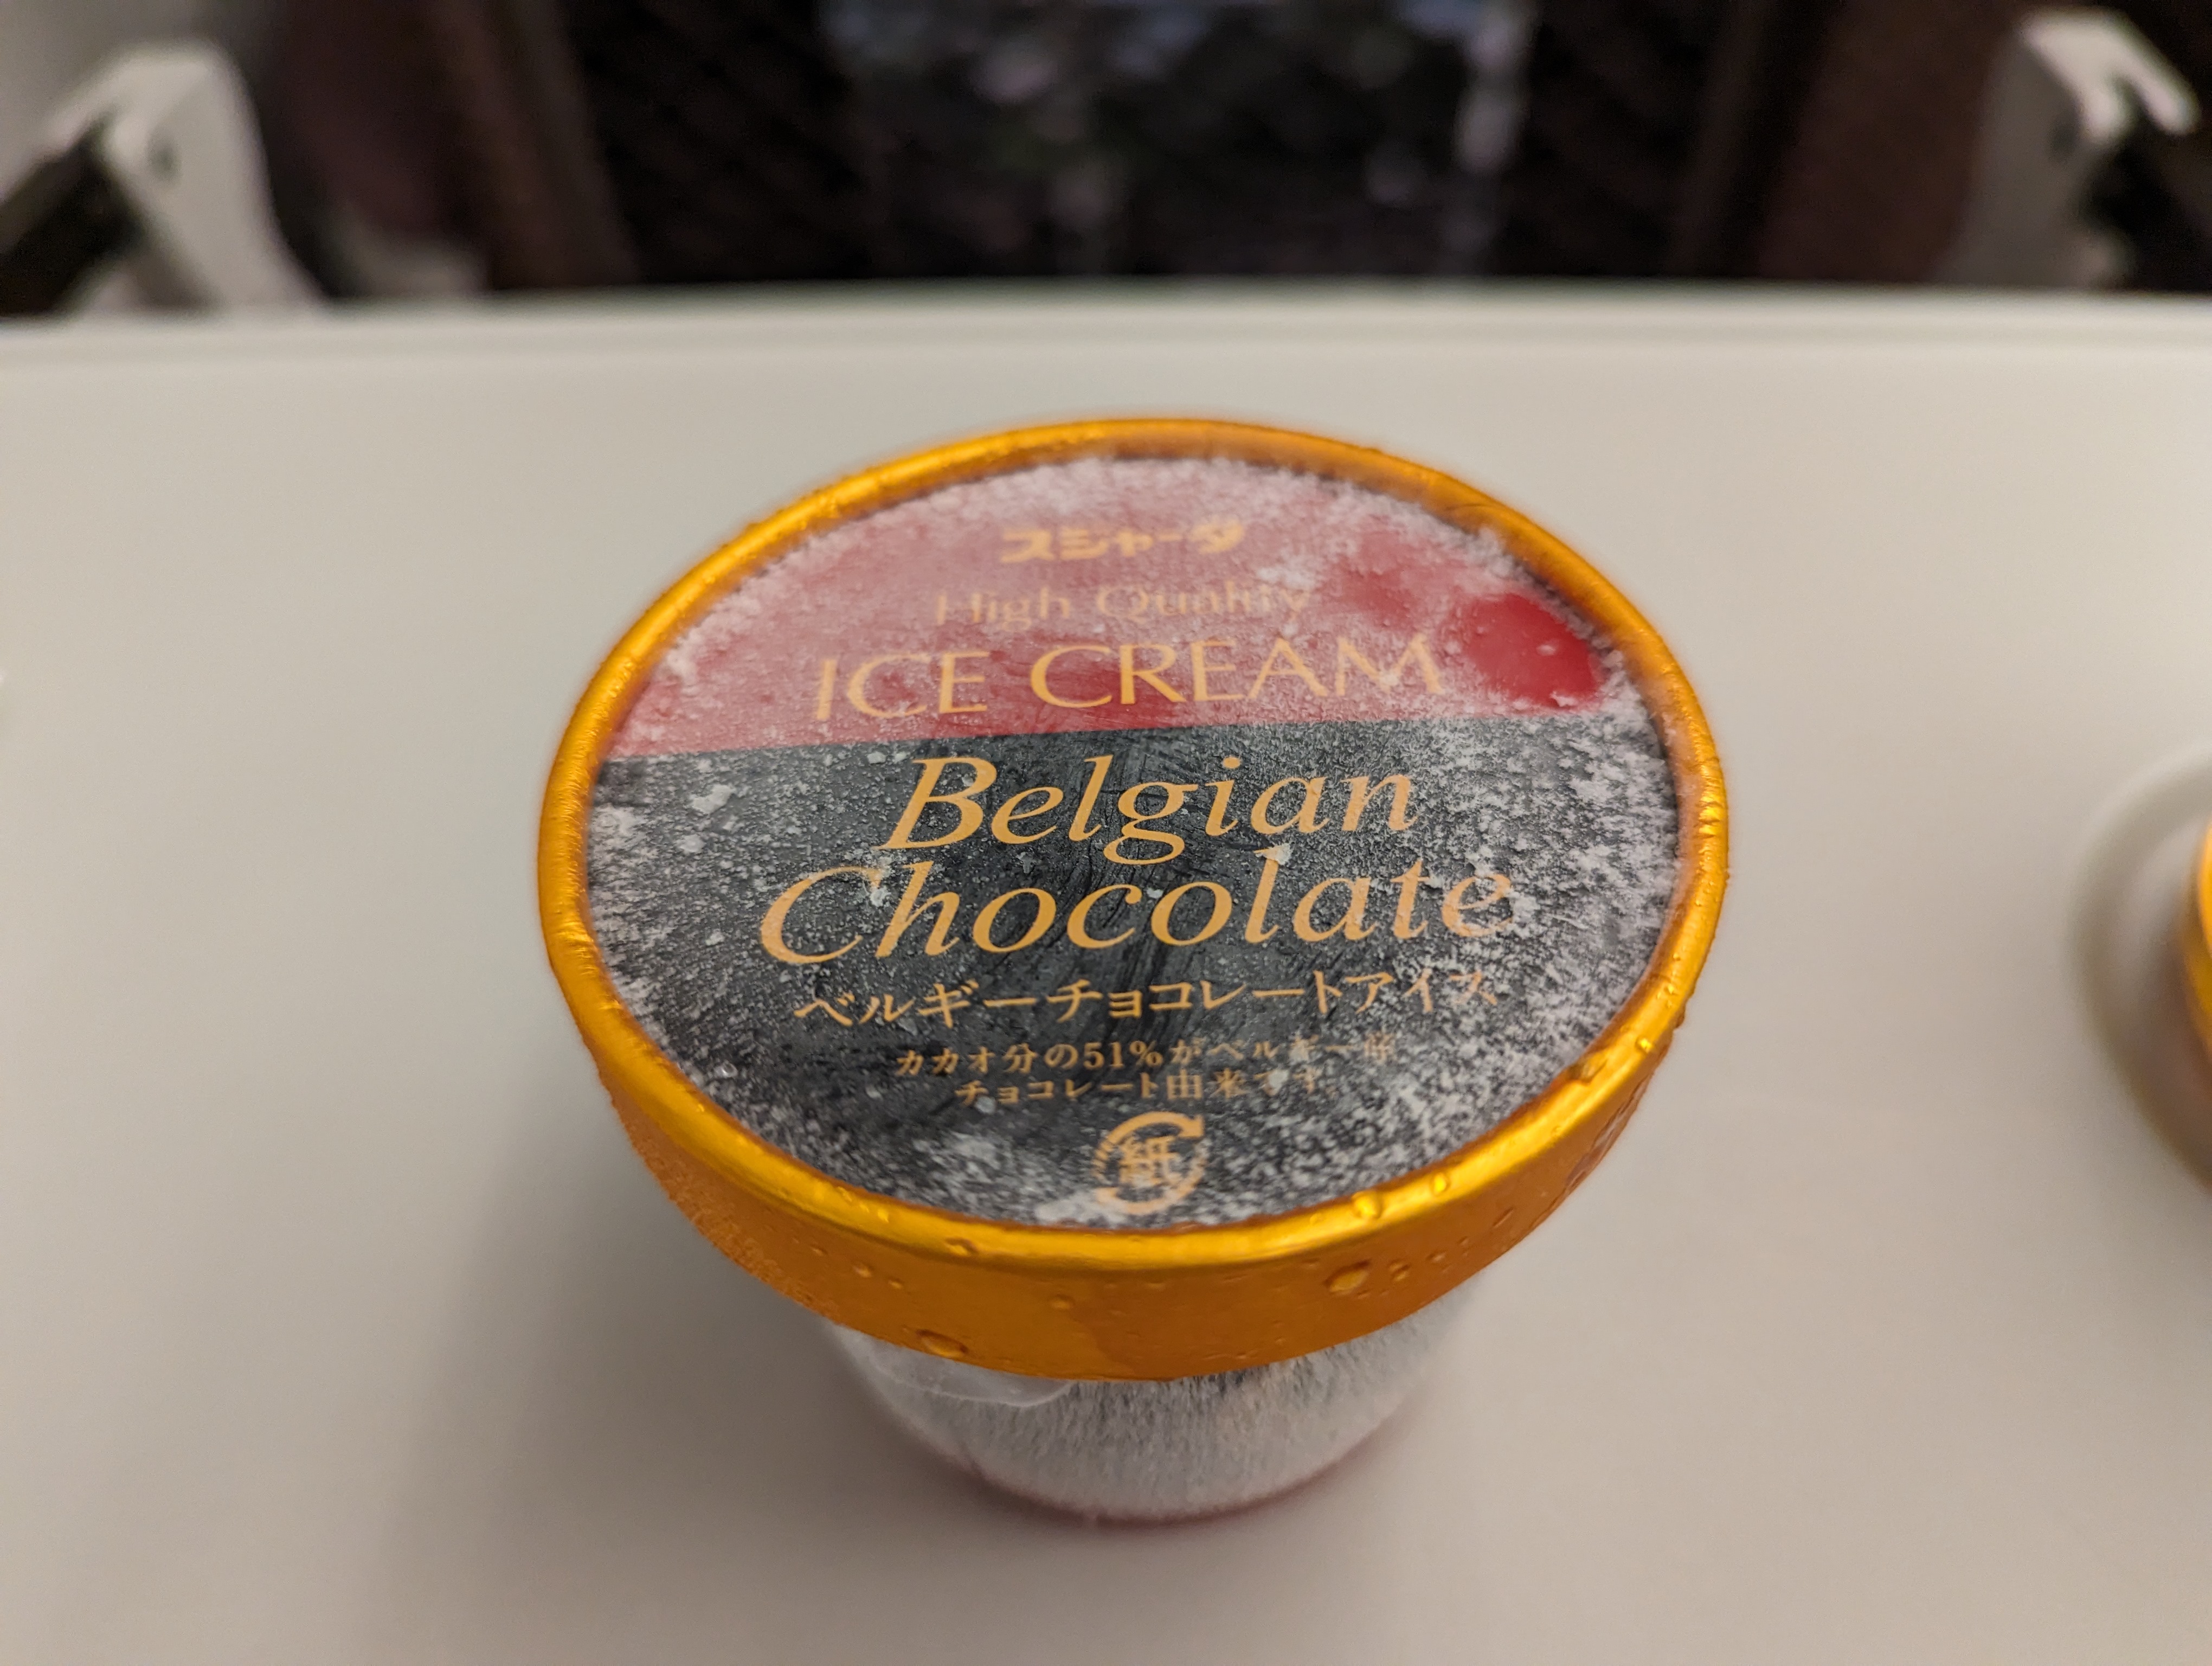 スジャータ
High Quality
ICE CREAM
Belgian
Chocolate
ベルギーチョコレートアイス
カカオ分の51%がベルギー産
チョコレート由来です。
紙